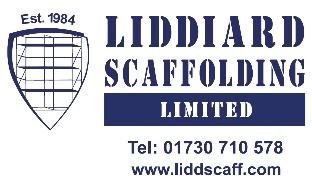 Est. 1984
LIDDIARD
SCAFFOLDING
LIMITED
Tel: 01730 710 578
www.liddscaff.com